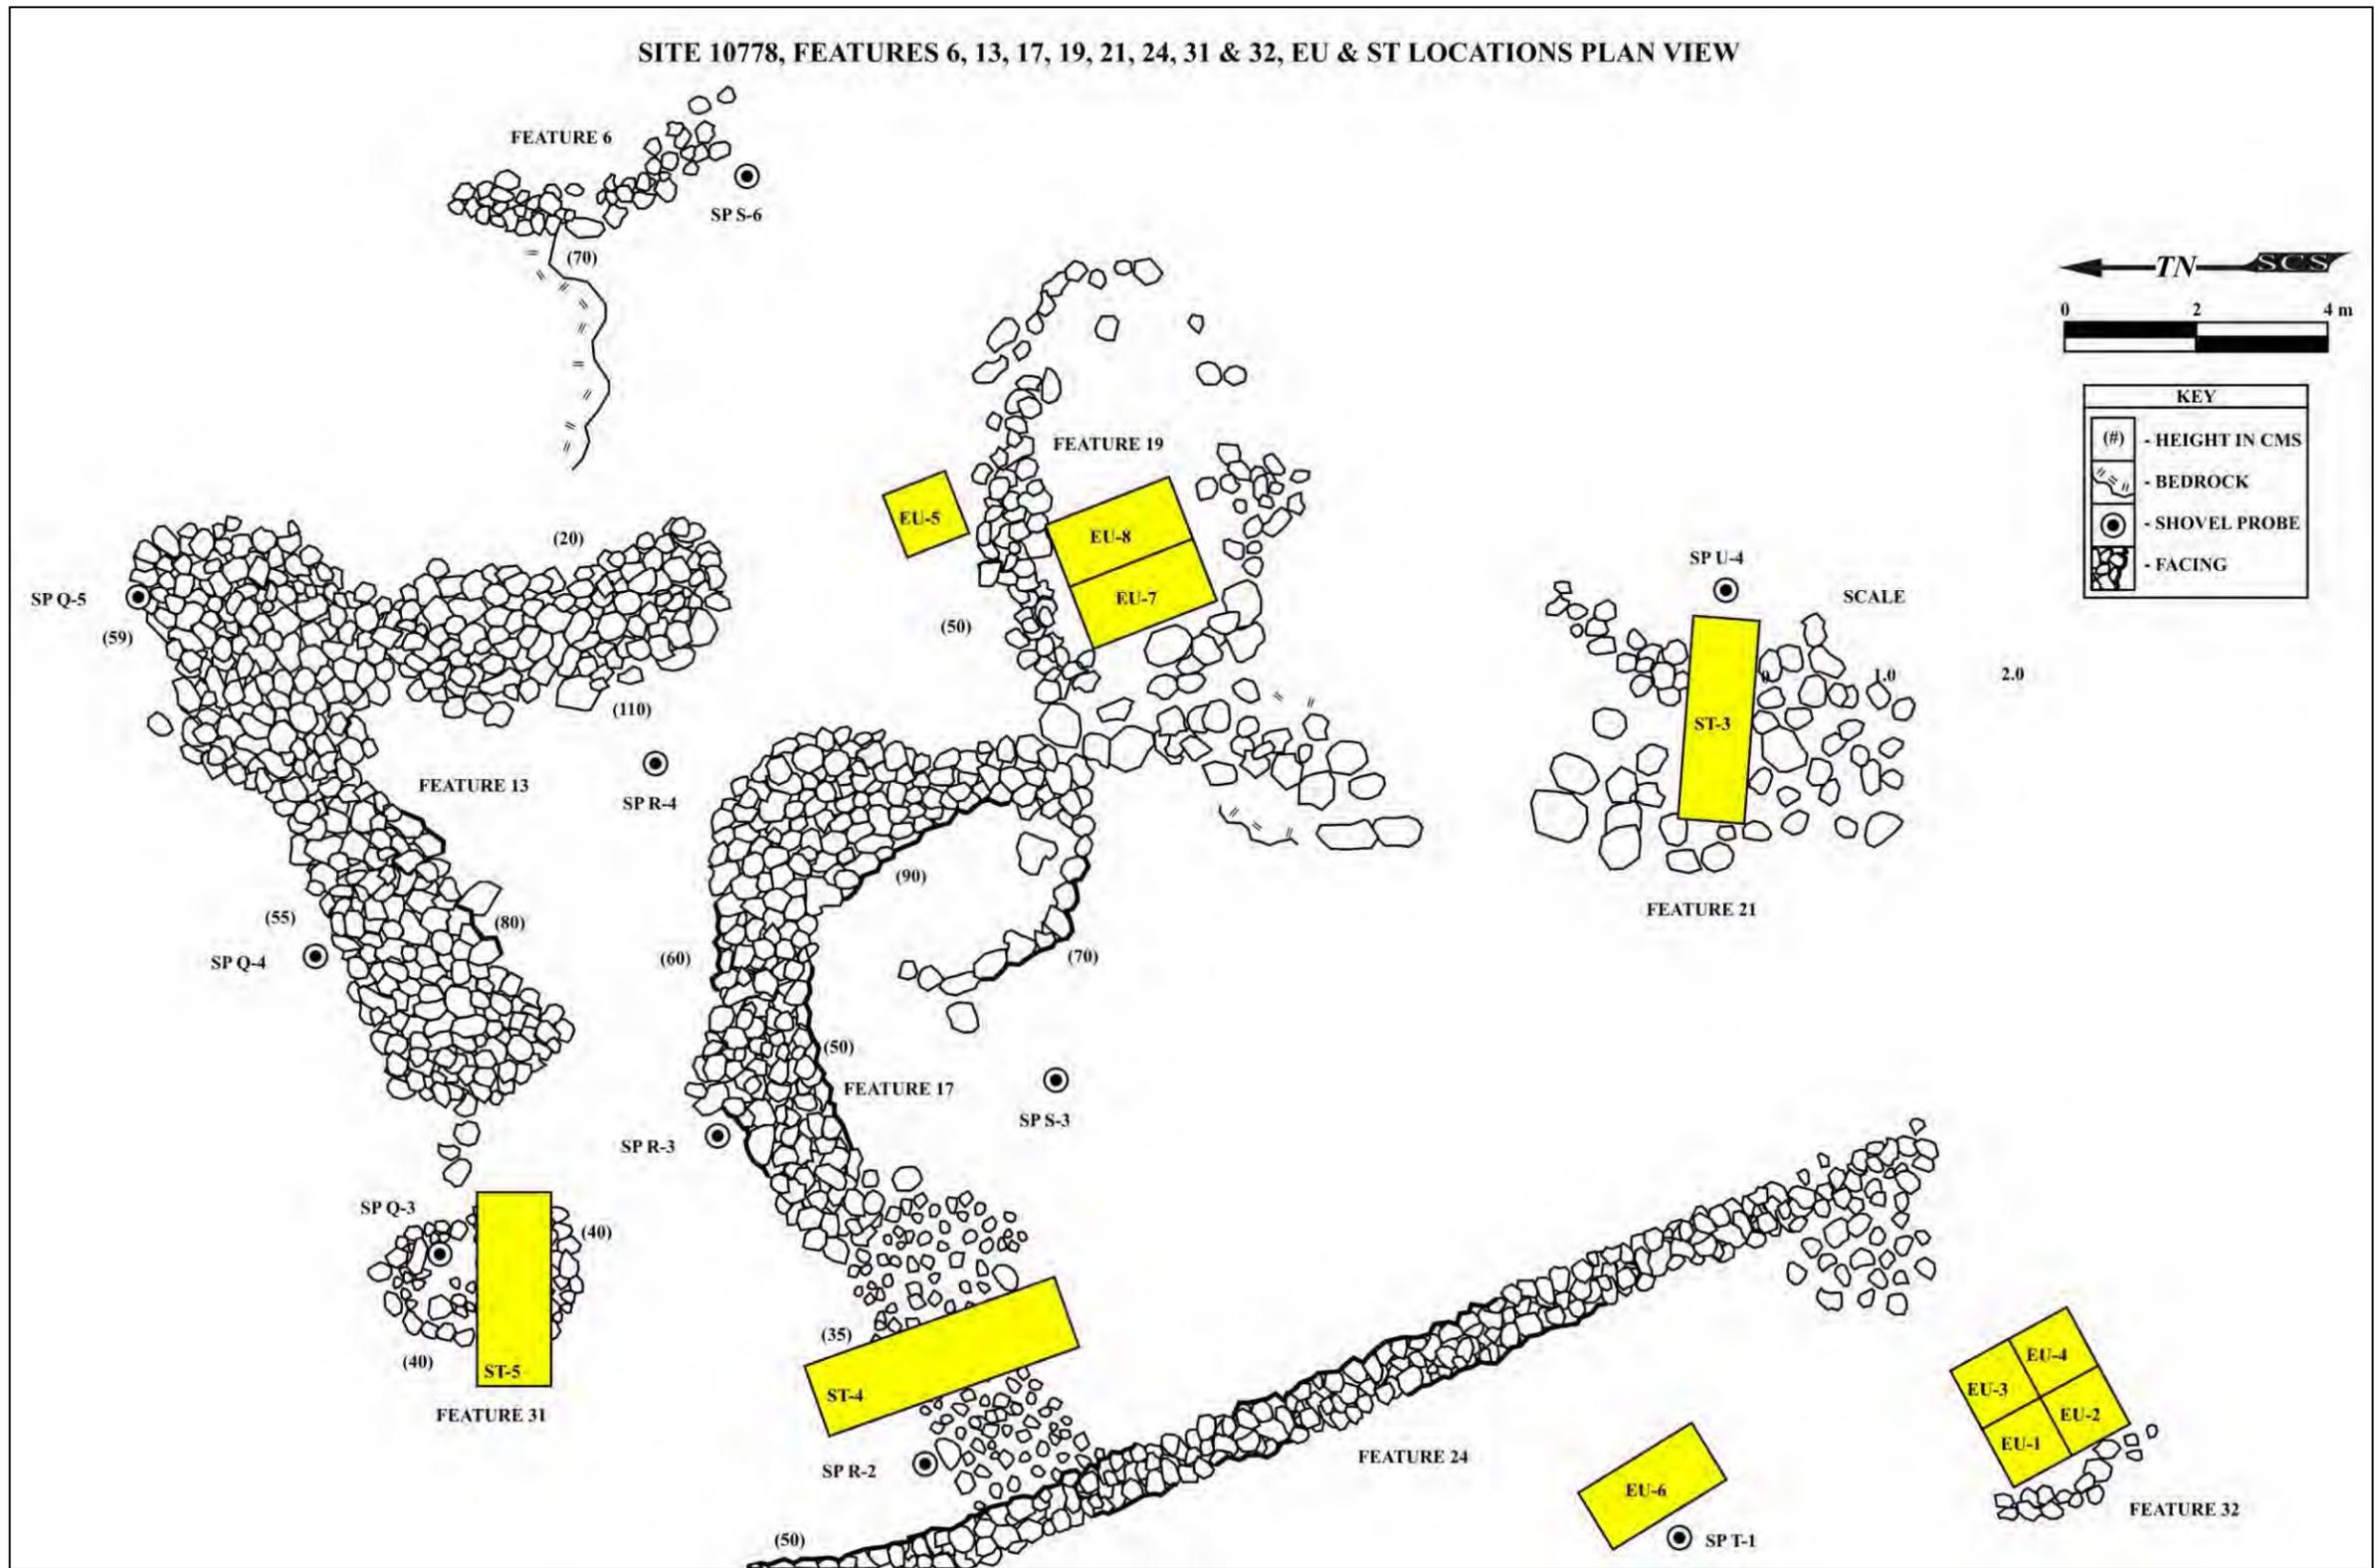 SITE 10778, FEATURES 6, 13, 17, 19, 21, 24, 31 & 32, EU & ST LOCATIONS PLAN VIEW
FEATURE 6
SP S-6
(70)
TN
SCS
0 2 4 m
KEY
(#) - HEIGHT IN CMS
- BEDROCK
- SHOVEL PROBE
- FACING
FEATURE 19
EU-5
EU-8
EU-7
(50)
(20)
SP Q-5
(59)
(110)
FEATURE 13
SP R-4
SP U-4
SCALE
0 1.0 2.0
ST-3
FEATURE 21
(90)
(55)
(80)
SP Q-4
(60)
(70)
(50)
FEATURE 17
SP S-3
SP R-3
SP Q-3
(40)
(40)
ST-5
FEATURE 31
(35)
ST-4
SP R-2
(50)
FEATURE 24
EU-6
SP T-1
EU-4
EU-3
EU-2
EU-1
FEATURE 32